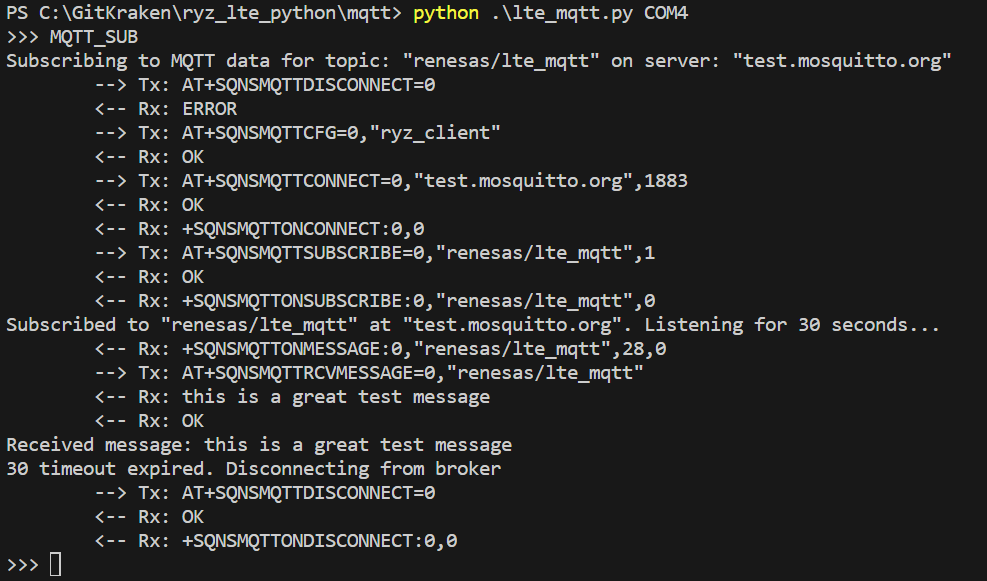 PS C:\GitKraken\ryz_lte_python\mqtt> python .\lte_mqtt.py COM4
>>> MQTT_SUB
Subscribing to MQTT data for topic: "renesas/lte_mqtt" on server: "test.mosquitto.org"
--> Tx: AT+SQNSMQTTDISCONNECT=0
<-- Rx: ERROR
--> Tx: AT+SQNSMQTTCFG=0,"ryz_client"
<-- Rx: OK
--> Tx: AT+SQNSMQTTCONNECT=0,"test.mosquitto.org",1883
<-- Rx: OK
<-- Rx: +SQNSMQTTONCONNECT:0,0
--> Tx: AT+SQNSMQTTSUBSCRIBE=0,"renesas/lte_mqtt",1
<-- Rx: OK
<-- Rx: +SQNSMQTTONSUBSCRIBE:0,"renesas/lte_mqtt",0
Subscribed to "renesas/lte_mqtt" at "test.mosquitto.org". Listening for 30 seconds...
<-- Rx: +SQNSMQTTONMESSAGE:0,"renesas/lte_mqtt",28,0
--> Tx: AT+SQNSMQTTRCVMESSAGE=0,"renesas/lte_mqtt"
<-- Rx: this is a great test message
<-- Rx: OK
Received message: this is a great test message
30 timeout expired. Disconnecting from broker
--> Tx: AT+SQNSMQTTDISCONNECT=0
<-- Rx: OK
<-- Rx: +SQNSMQTTONDISCONNECT:0,0
>>>